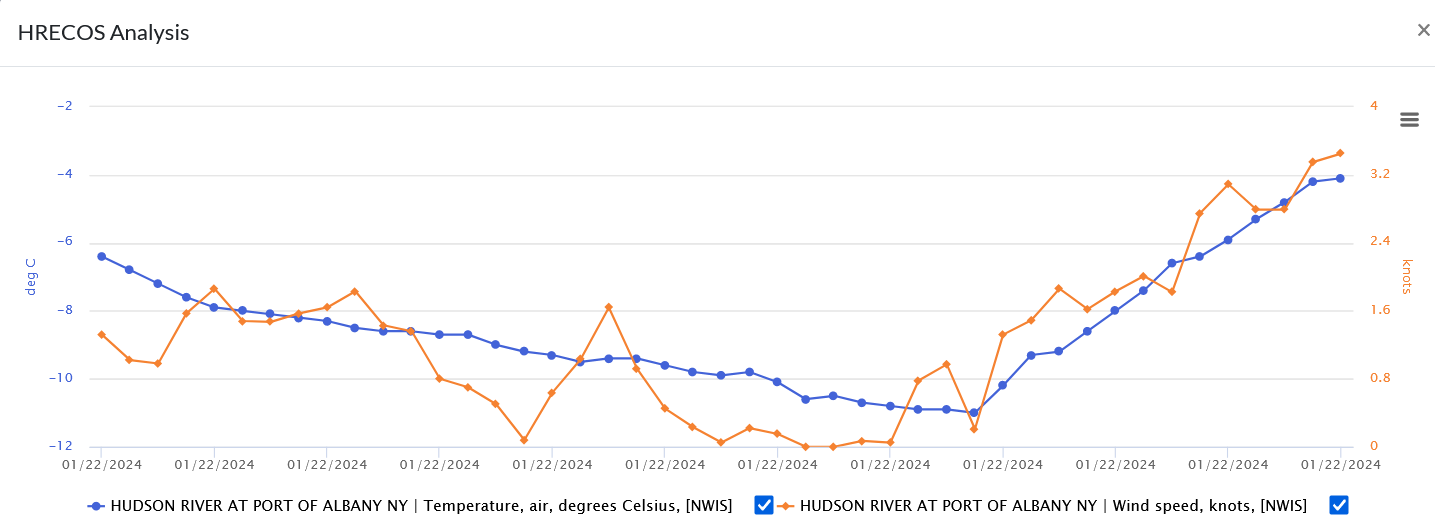 HRECOS Analysis ×
-2 4
-4 3.2
-6 2.4
deg C knots
-8 1.6
-10 0.8
-12 0
01/22/2024 01/22/2024 01/22/2024 01/22/2024 01/22/2024 01/22/2024 01/22/2024 01/22/2024 01/22/2024 01/22/2024 01/22/2024 01/22/2024
HUDSON RIVER AT PORT OF ALBANY NY | Temperature, air, degrees Celsius, [NWIS] HUDSON RIVER AT PORT OF ALBANY NY | Wind speed, knots, [NWIS]